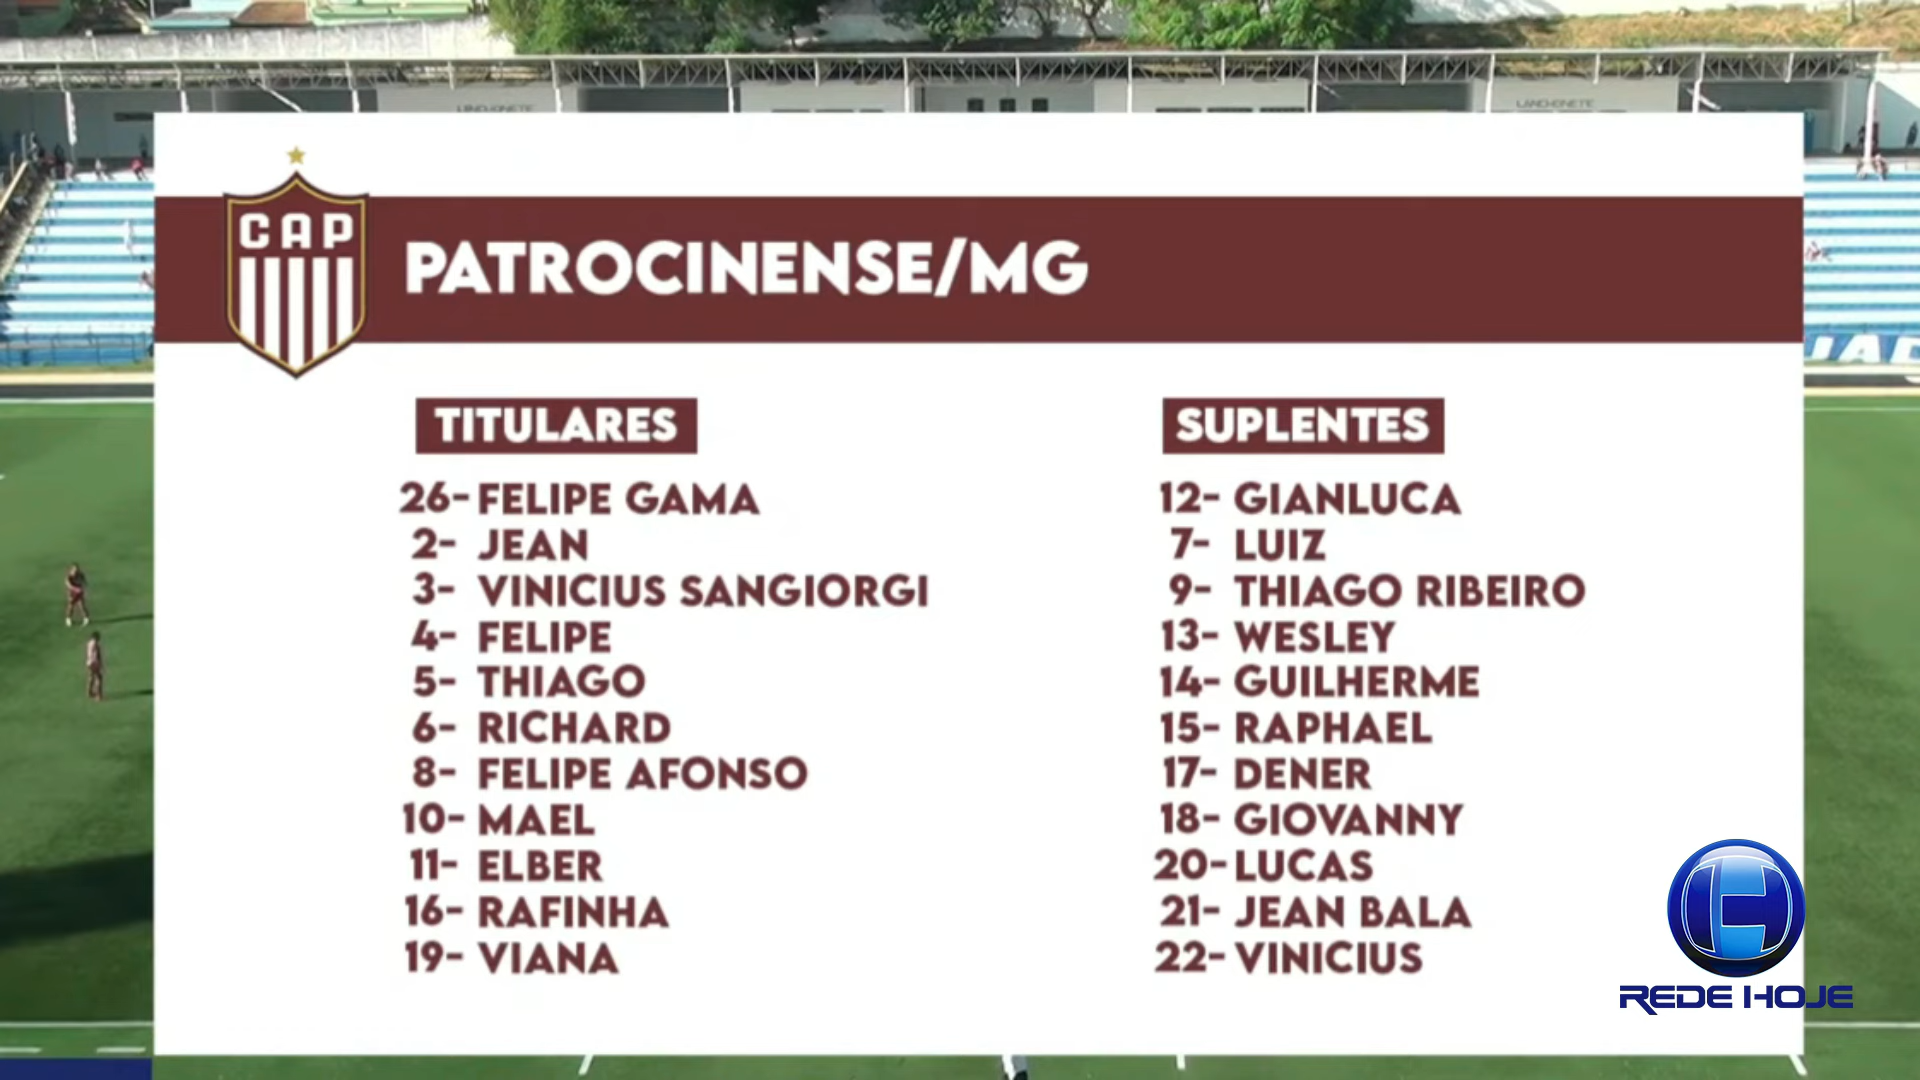 LANCHONETE
LANCHONETE
CAP
PATROCINENSE/MG
TITULARES
26- FELIPE GAMA
2- JEAN
3- VINICIUS SANGIORGI
4- FELIPE
5- THIAGO
6- RICHARD
8- FELIPE AFONSO
10- MAEL
11- ELBER
16- RAFINHA
19- VIANA
SUPLENTES
12- GIANLUCA
7- LUIZ
9- THIAGO RIBEIRO
13- WESLEY
14- GUILHERME
15- RAPHAEL
17- DENER
18- GIOVANNY
20- LUCAS
21- JEAN BALA
22- VINICIUS
REDE HOJE